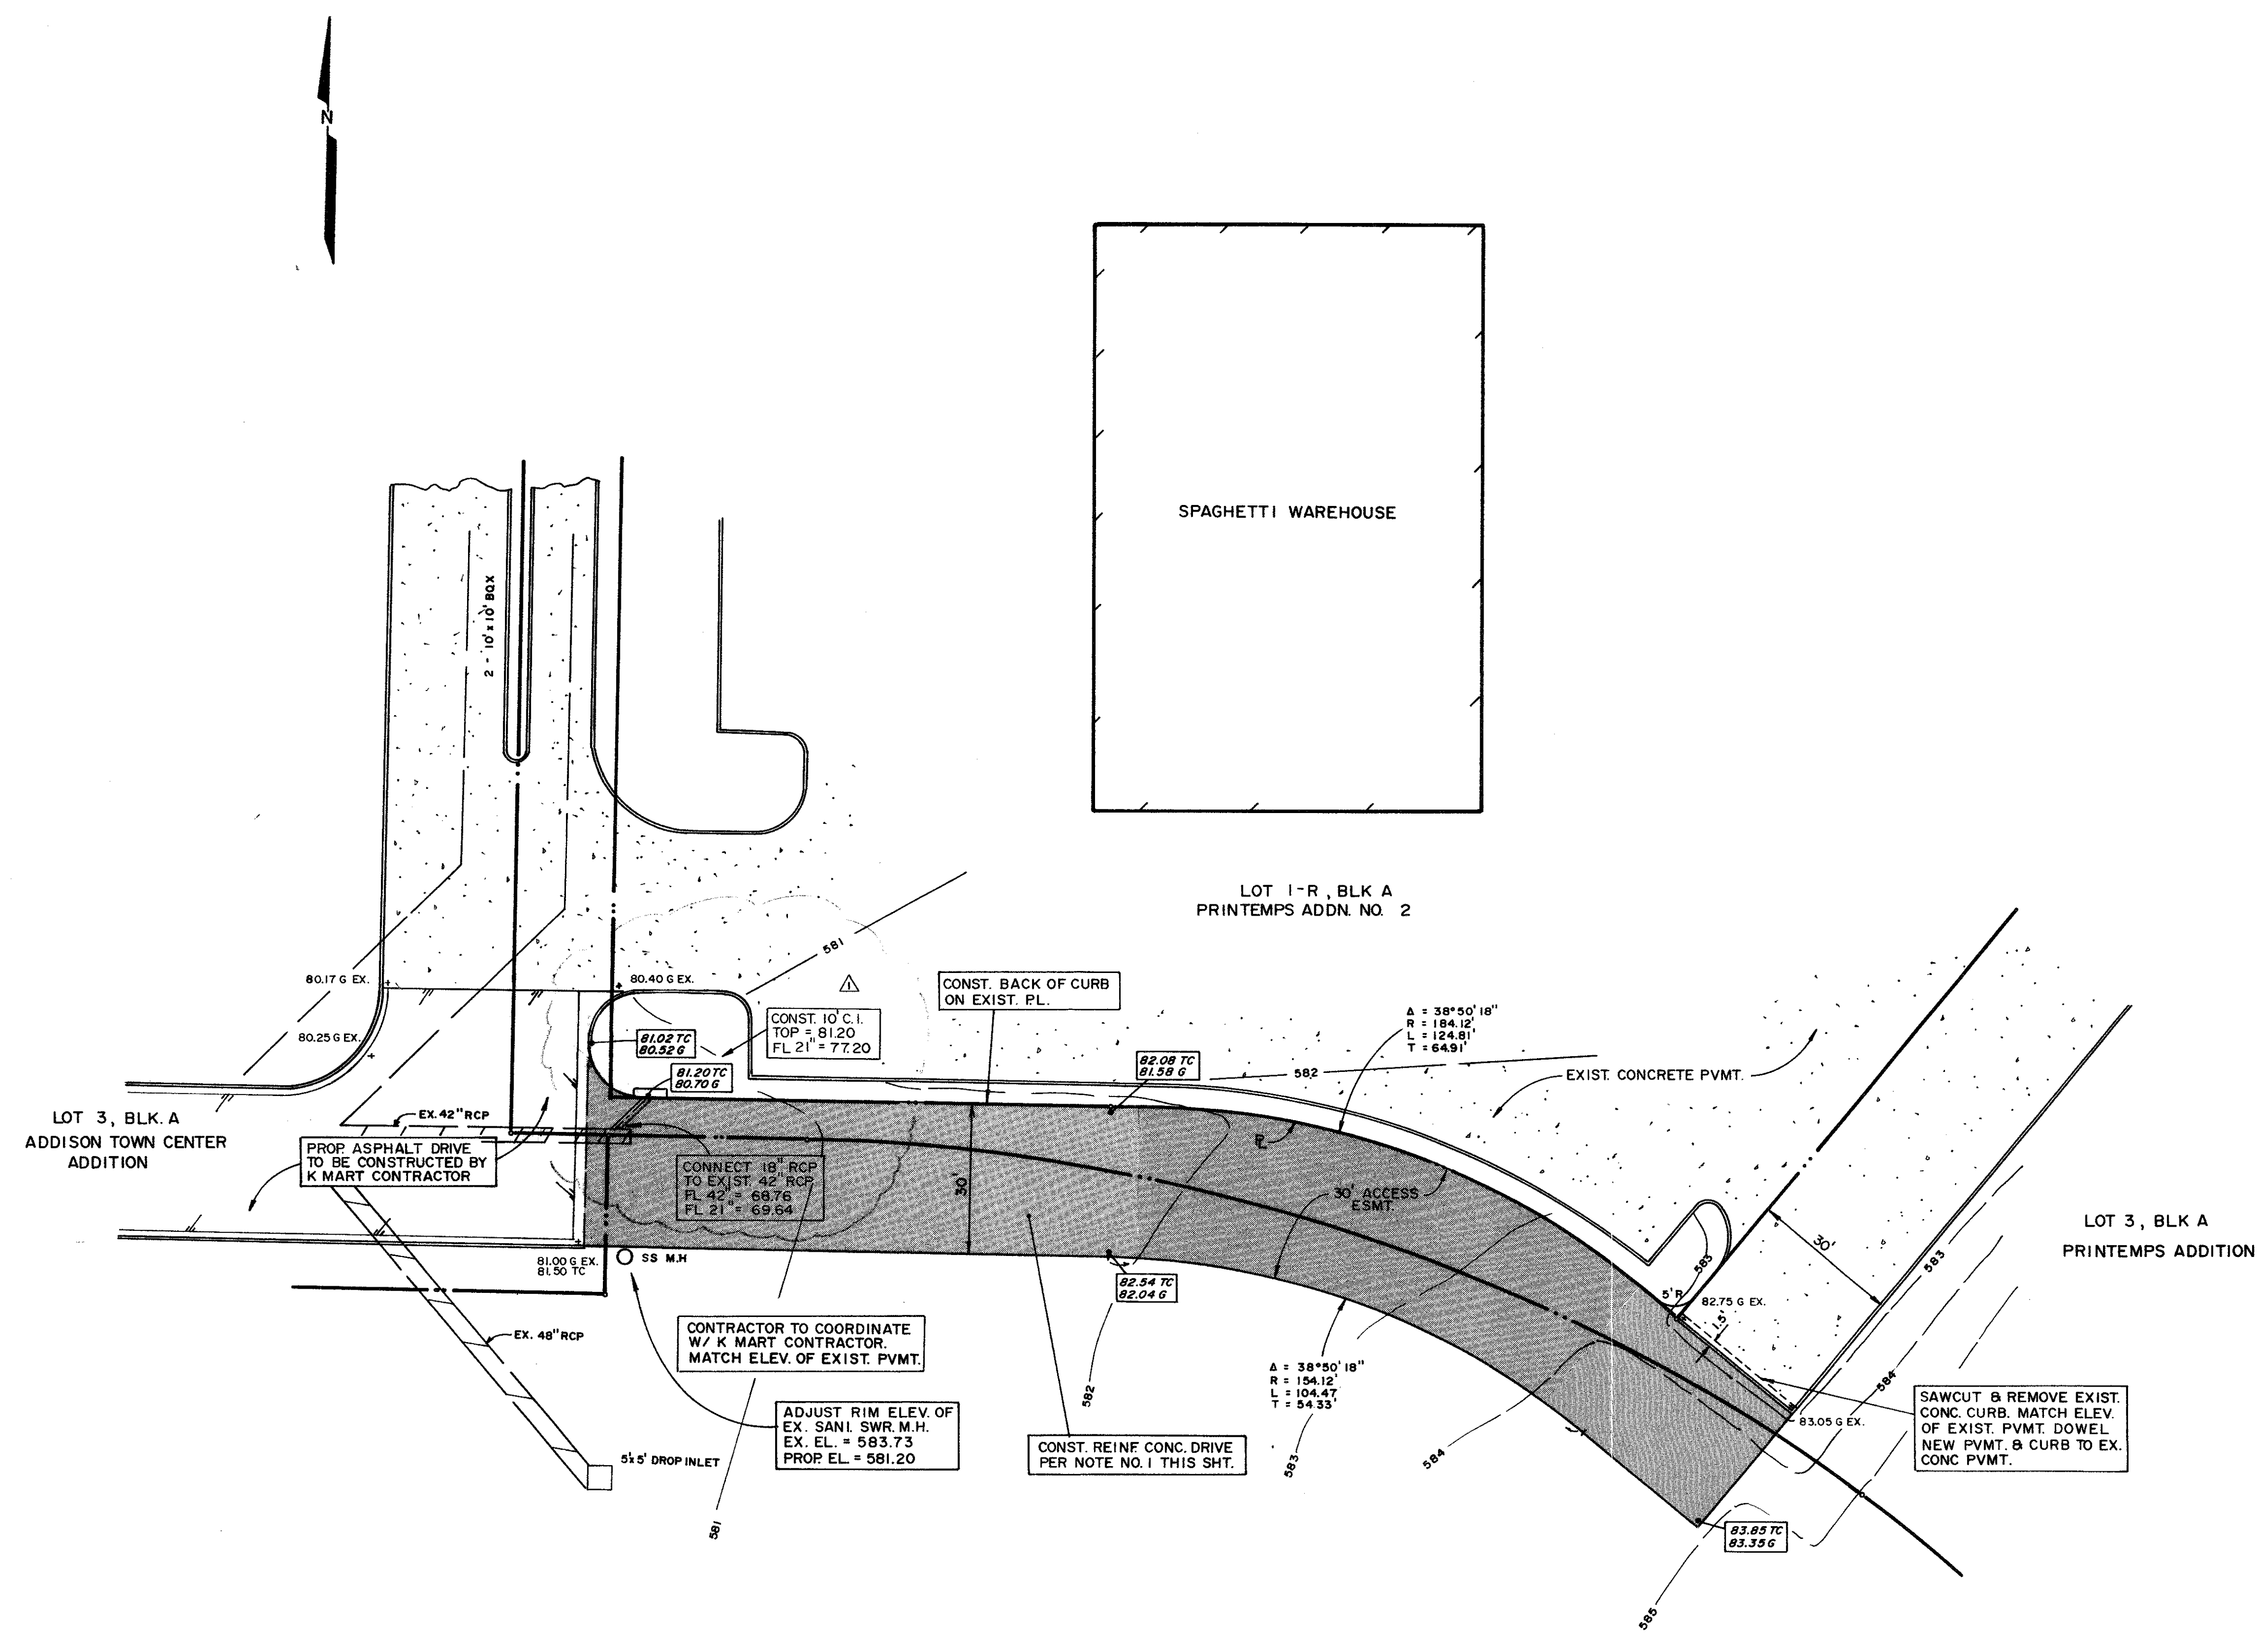 N
SPAGHETTI WAREHOUSE
2 - 10' x 10' BOX
LOT 1-R, BLK A
PRINTEMPS ADDN. NO. 2
581
80.17 G EX.
80.40 G EX.
1
CONST. BACK OF CURB
ON EXIST. P.L.
CONST. 10' C.I.
TOP = 81.20
FL 21" = 77.20
80.25 G EX.
81.02 TC
80.52 G
81.20 TC
80.70 G
82.08 TC
81.58 G
Δ = 38°50'18"
R = 184.12'
L = 124.81'
T = 64.91'
582
EXIST. CONCRETE PVMT.
LOT 3, BLK. A
ADDISON TOWN CENTER
ADDITION
EX. 42" RCP
PROP. ASPHALT DRIVE
TO BE CONSTRUCTED BY
K MART CONTRACTOR
CONNECT 18" RCP
TO EXIST. 42" RCP
FL 42" = 68.76
FL 21" = 69.64
30'
PL
30' ACCESS
ESMT.
LOT 3, BLK A
PRINTEMPS ADDITION
30'
583
583
5' R
82.75 G EX.
1.5'
81.00 G EX.
81.50 TC
SS M.H
82.54 TC
82.04 G
EX. 48" RCP
CONTRACTOR TO COORDINATE
W/ K MART CONTRACTOR.
MATCH ELEV. OF EXIST. PVMT.
582
Δ = 38°50'18"
R = 154.12'
L = 104.47'
T = 54.33'
584
ADJUST RIM ELEV. OF
EX. SANI. SWR. M.H.
EX. EL. = 583.73
PROP. EL. = 581.20
CONST. REINF. CONC. DRIVE
PER NOTE NO. 1 THIS SHT.
583
584
83.05 G EX.
SAWCUT & REMOVE EXIST.
CONC. CURB. MATCH ELEV.
OF EXIST. PVMT. DOWEL
NEW PVMT. & CURB TO EX.
CONC PVMT.
5'x 5' DROP INLET
581
83.85 TC
83.35 G
585